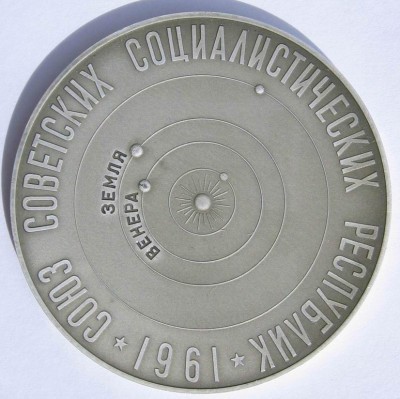 СОЮЗ СОВЕТСКИХ СОЦИАЛИСТИЧЕСКИХ РЕСПУБЛИК
★ 1961 ★
ЗЕМЛЯ
ВЕНЕРА